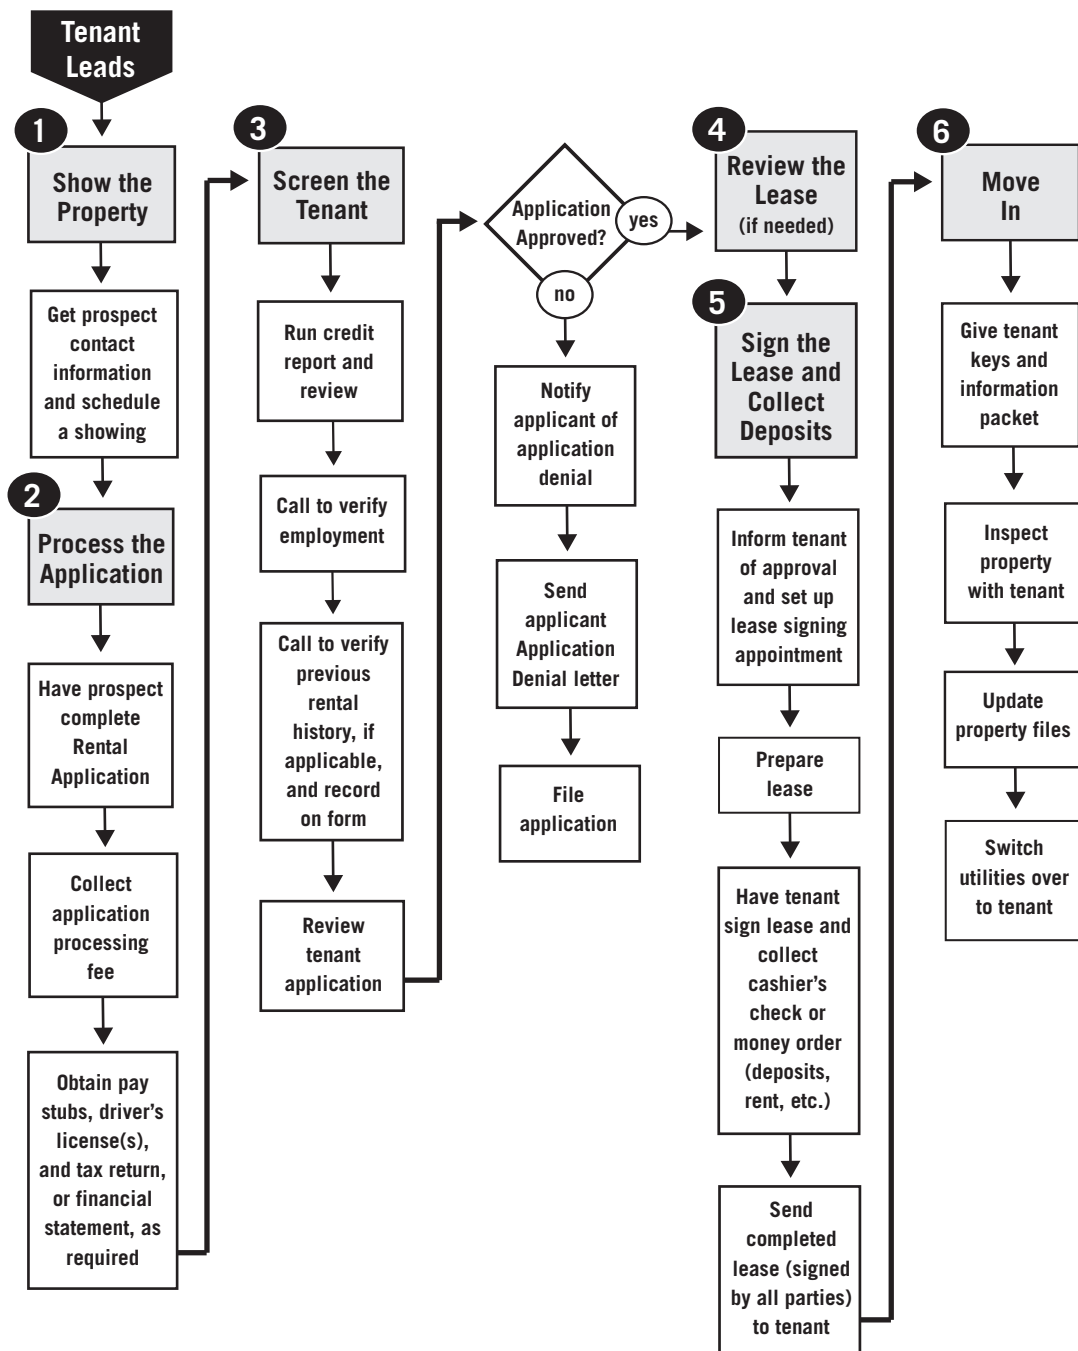 Tenant
Leads
1
Show the
Property
Get prospect
contact
information
and schedule
a showing
2
Process the
Application
Have prospect
complete
Rental
Application
Collect
application
processing
fee
Obtain pay
stubs, driver's
license(s),
and tax return,
or financial
statement, as
required
3
Screen the
Tenant
Run credit
report and
review
Call to verify
employment
Call to verify
previous
rental
history, if
applicable,
and record
on form
Review
tenant
application
Application
Approved?
yes
no
Notify
applicant of
application
denial
Send
applicant
Application
Denial letter
File
application
4
Review the
Lease
(if needed)
5
Sign the
Lease and
Collect
Deposits
Inform tenant
of approval
and set up
lease signing
appointment
Prepare
lease
Have tenant
sign lease and
collect
cashier's
check or
money order
(deposits,
rent, etc.)
Send
completed
lease (signed
by all parties)
to tenant
6
Move
In
Give tenant
keys and
information
packet
Inspect
property
with tenant
Update
property files
Switch
utilities over
to tenant